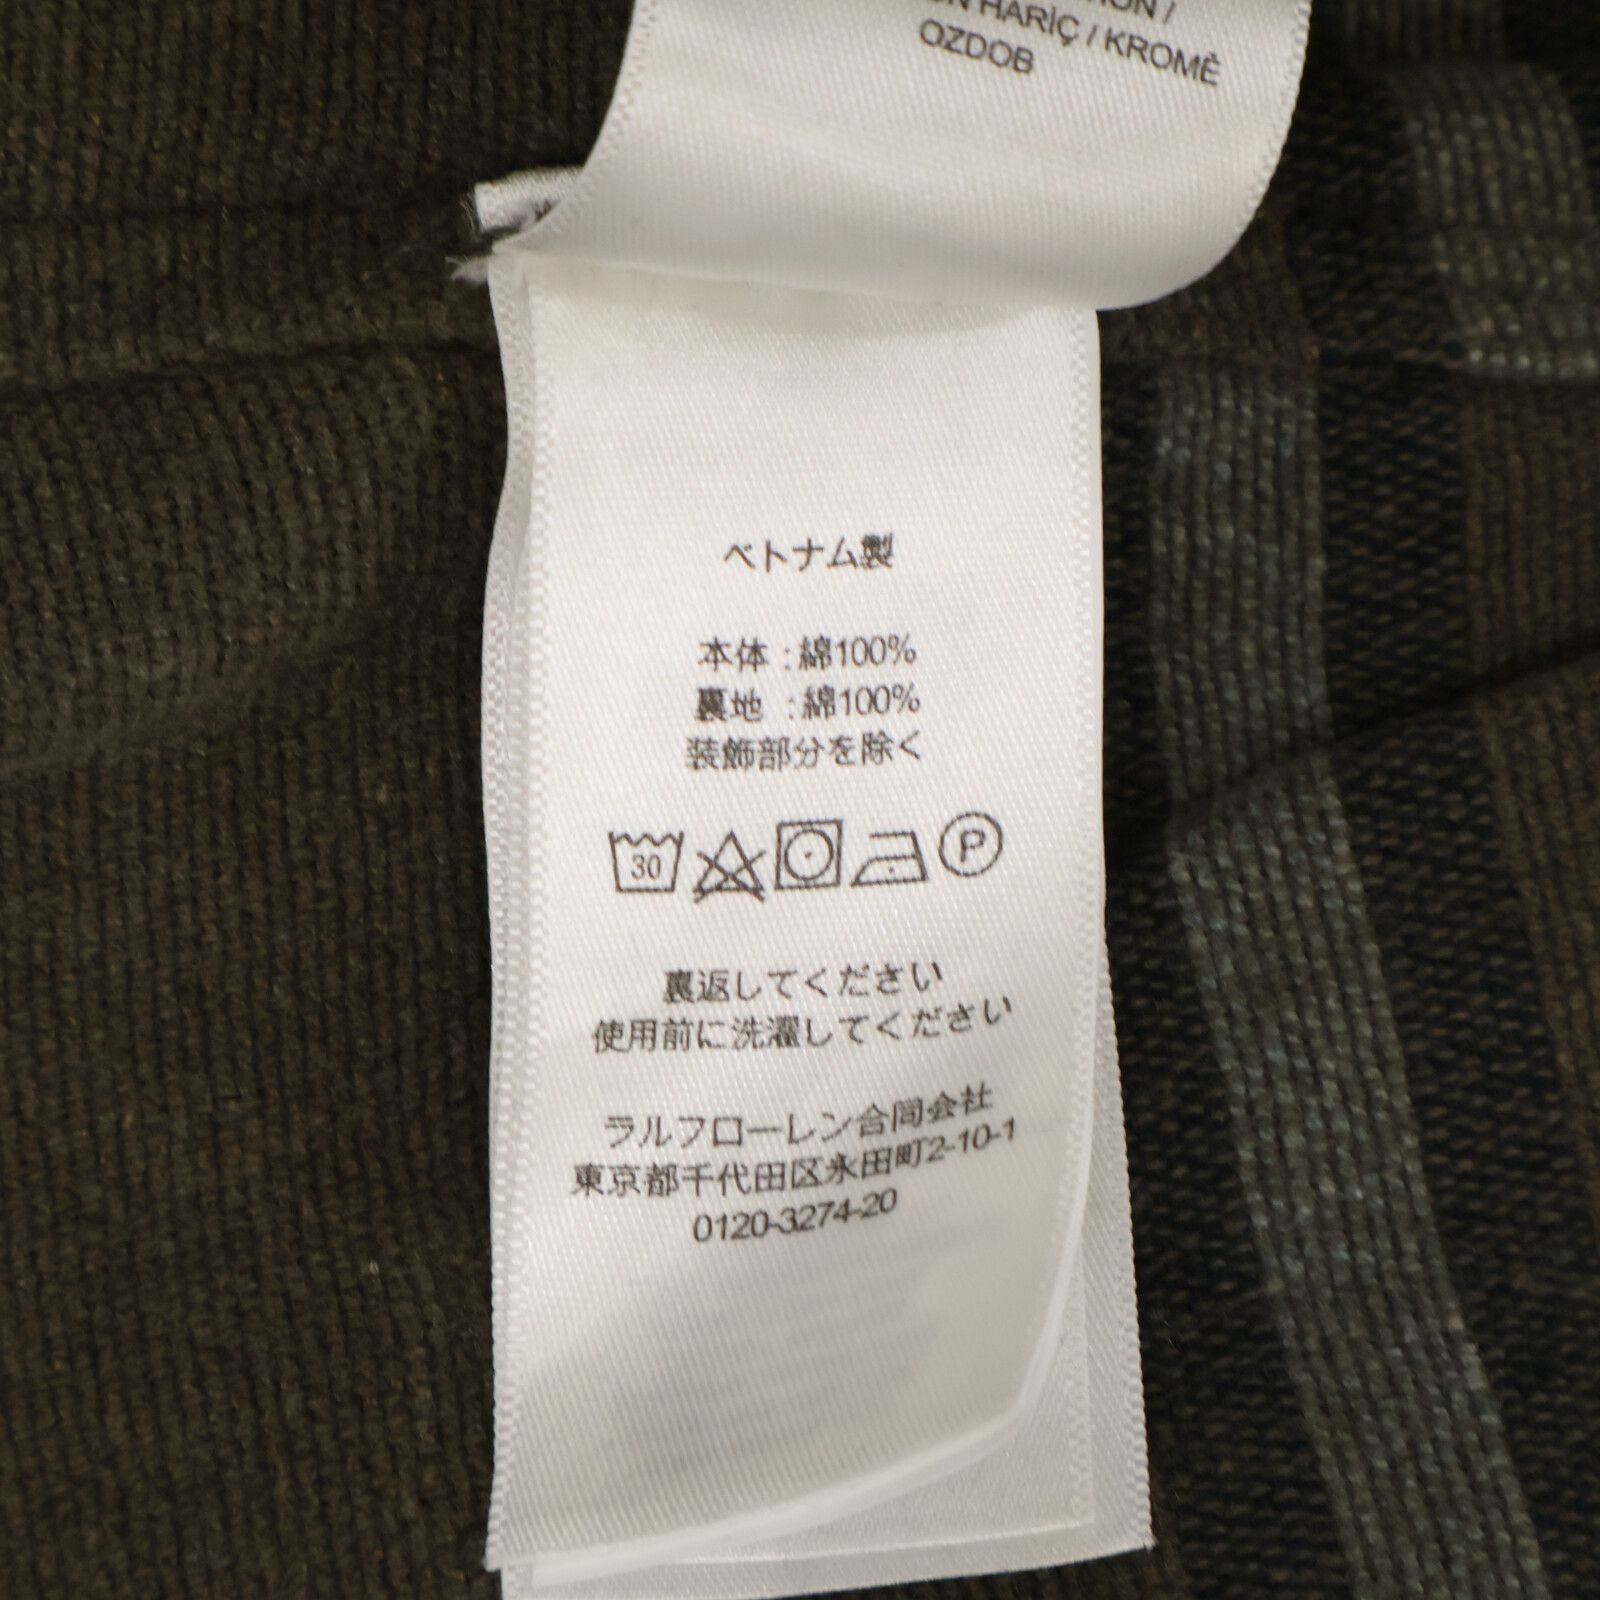 HARİÇ / KROMĖ
OZDOB
ベトナム製
本体 : 綿100%
裏地 : 綿100%
装飾部分を除く
30
P
裏返してください
使用前に洗濯してください
ラルフローレン合同会社
東京都千代田区永田町2-10-1
0120-3274-20